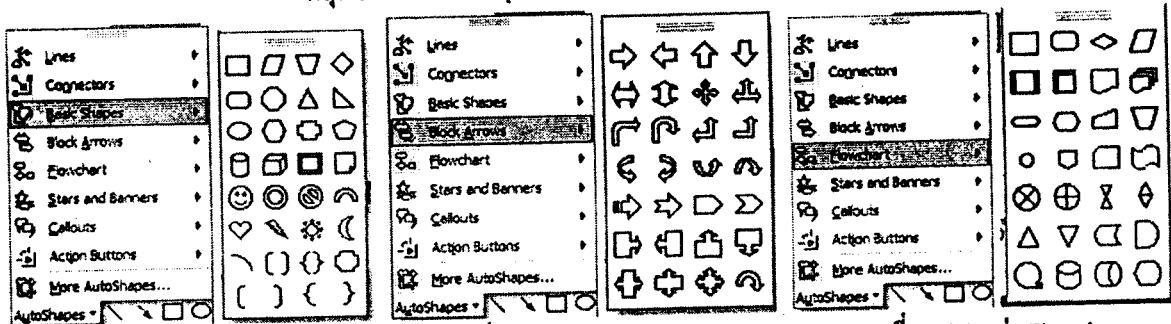 Lines
Connectors
Basic Shapes
Block Arrows
Flowchart
Stars and Banners
Callouts
Action Buttons
More AutoShapes...
AutoShapes
Lines
Connectors
Basic Shapes
Block Arrows
Flowchart
Stars and Banners
Callouts
Action Buttons
More AutoShapes...
AutoShapes
Lines
Connectors
Basic Shapes
Block Arrows
Flowchart
Stars and Banners
Callouts
Action Buttons
More AutoShapes...
AutoShapes